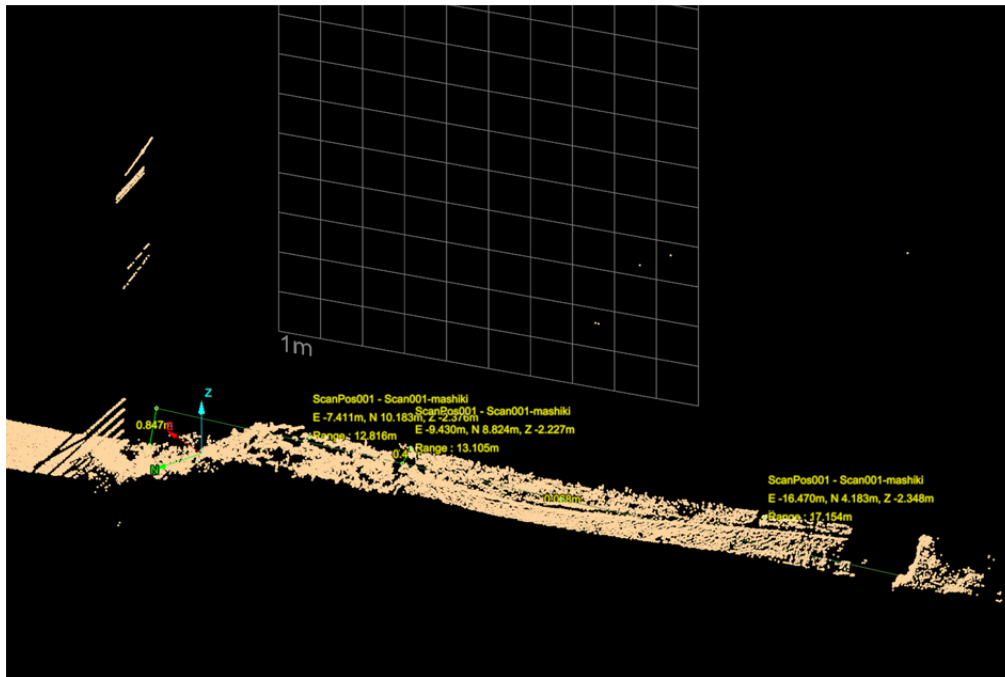 1m
Z
0.847m
E
N
ScanPos001 - Scan001-mashiki
E -7.411m, N 10.183m, Z -2.376m
Range : 12.816m
ScanPos001 - Scan001-mashiki
E -9.430m, N 8.824m, Z -2.227m
Range : 13.105m
0.4
ScanPos001 - Scan001-mashiki
E -16.470m, N 4.183m, Z -2.348m
Range : 17.154m